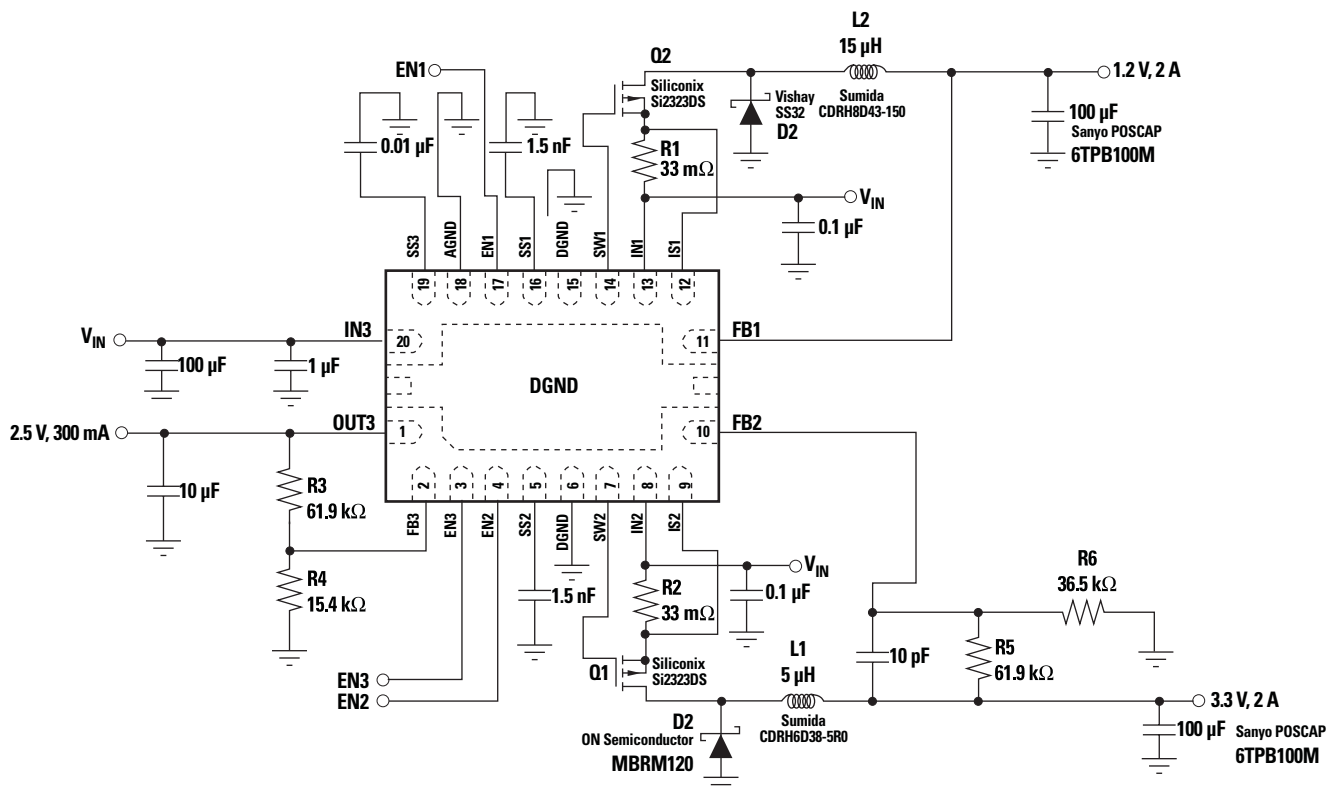 L2
15 µH
Q2
EN1
1.2 V, 2 A
Siliconix
Si2323DS
Vishay
SS32
D2
Sumida
CDRH8D43-150
100 µF
Sanyo POSCAP
6TPB100M
0.01 µF
1.5 nF
R1
33 mΩ
VIN
0.1 µF
SS3
AGND
EN1
SS1
DGND
SW1
IN1
IS1
19
18
17
16
15
14
13
12
VIN
IN3
20
11
FB1
100 µF
1 µF
DGND
2.5 V, 300 mA
OUT3
1
10
FB2
10 µF
R3
61.9 kΩ
2
3
4
5
6
7
8
9
FB3
EN3
EN2
SS2
DGND
SW2
IN2
IS2
R4
15.4 kΩ
1.5 nF
R2
33 mΩ
VIN
0.1 µF
R6
36.5 kΩ
10 pF
R5
61.9 kΩ
EN3
EN2
Q1
Siliconix
Si2323DS
L1
5 µH
Sumida
CDRH6D38-5R0
3.3 V, 2 A
D2
ON Semiconductor
MBRM120
100 µF
Sanyo POSCAP
6TPB100M